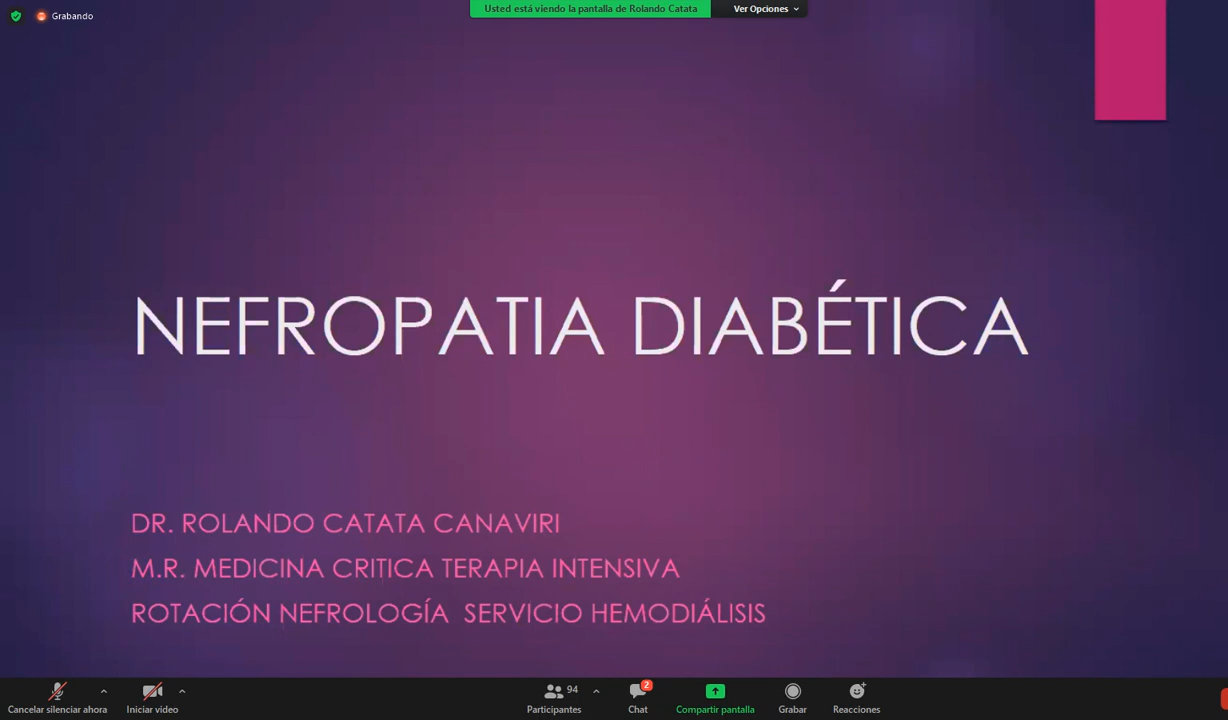 Grabando
Usted está viendo la pantalla de Rolando Catata
Ver Opciones
NEFROPATIA DIABÉTICA
DR. ROLANDO CATATA CANAVIRI
M.R. MEDICINA CRITICA TERAPIA INTENSIVA
ROTACIÓN NEFROLOGÍA SERVICIO HEMODIÁLISIS
94
2
Cancelar silenciar ahora
Iniciar video
Participantes
Chat
Compartir pantalla
Grabar
Reacciones